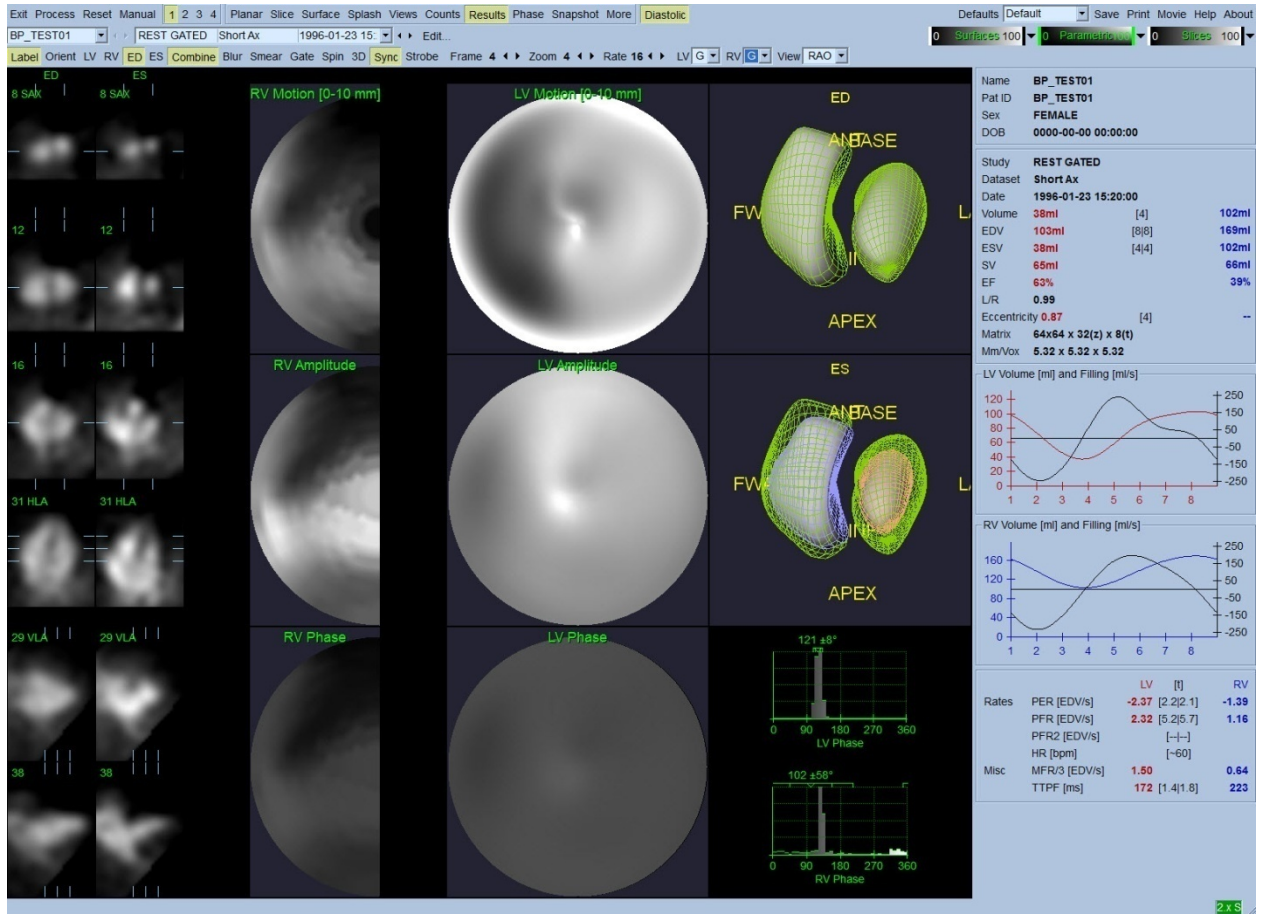 Exit Process Reset Manual 1 2 3 4 Planar Slice Surface Splash Views Counts Results Phase Snapshot More Diastolic Defaults Default Save Print Movie Help About
BP_TEST01 REST GATED Short Ax 1996-01-23 15: Edit... 0 Surfaces 100 0 Parametric 100 0 Slices 100
Label Orient LV RV ED ES Combine Blur Smear Gate Spin 3D Sync Strobe Frame 4 Zoom 4 Rate 16 LV G RV G View RAO
ED ES
8 SAX 8 SAX
12 12
16 16
31 HLA 31 HLA
29 VLA 29 VLA
38 38
RV Motion [0-10 mm] LV Motion [0-10 mm]
RV Amplitude LV Amplitude
RV Phase LV Phase
ED
ANT BASE
FW
APEX
ES
ANT BASE
FW
INF
APEX
121 ±8°
0 90 180 270 360
LV Phase
102 ±58°
0 90 180 270 360
RV Phase
Name BP_TEST01
Pat ID BP_TEST01
Sex FEMALE
DOB 0000-00-00 00:00:00
Study REST GATED
Dataset Short Ax
Date 1996-01-23 15:20:00
Volume 38ml [4] 102ml
EDV 103ml [8|8] 169ml
ESV 38ml [4|4] 102ml
SV 65ml 66ml
EF 63% 39%
L/R 0.99
Eccentricity 0.87 [4] --
Matrix 64x64 x 32(z) x 8(t)
Mm/Vox 5.32 x 5.32 x 5.32
LV Volume [ml] and Filling [ml/s]
120 100 80 60 40 20 0
250 150 50 -50 -150 -250
1 2 3 4 5 6 7 8
RV Volume [ml] and Filling [ml/s]
160 120 80 40 0
250 150 50 -50 -150 -250
1 2 3 4 5 6 7 8
LV [t] RV
Rates PER [EDV/s] -2.37 [2.2|2.1] -1.39
PFR [EDV/s] 2.32 [5.2|5.7] 1.16
PFR2 [EDV/s] [--|--]
HR [bpm] [~60]
Misc MFR/3 [EDV/s] 1.50 0.64
TTPF [ms] 172 [1.4|1.8] 223
2.x S